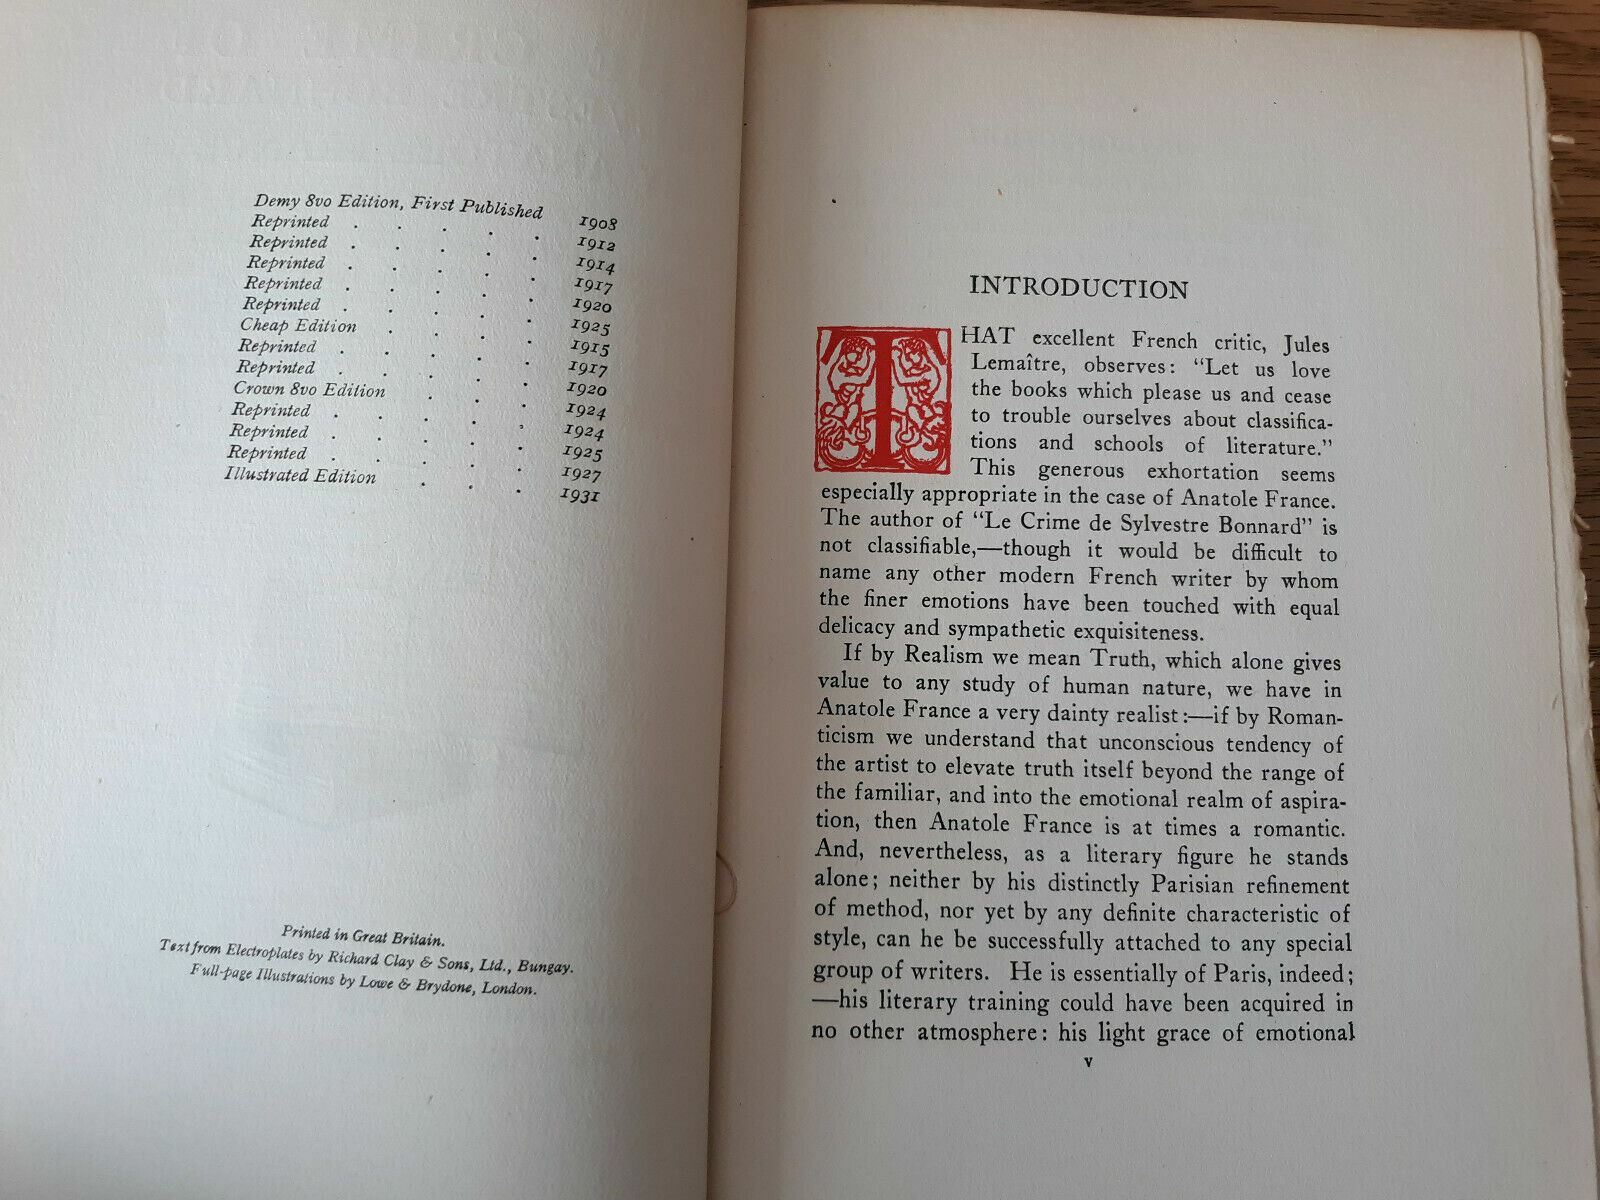 Demy 8vo Edition, First Published 1908
Reprinted . . . . . 1912
Reprinted . . . . . 1914
Reprinted . . . . . 1917
Reprinted . . . . . 1920
Reprinted . . . . . 1925
Cheap Edition . . . . 1915
Reprinted . . . . . 1917
Reprinted . . . . . 1920
Crown 8vo Edition . . . 1924
Reprinted . . . . . 1924
Reprinted . . . . . 1925
Reprinted . . . . . 1927
Illustrated Edition . . . 1931
Printed in Great Britain.
Text from Electroplates by Richard Clay & Sons, Ltd., Bungay.
Full-page Illustrations by Lowe & Brydone, London.
INTRODUCTION
THAT excellent French critic, Jules
Lemaître, observes: "Let us love
the books which please us and cease
to trouble ourselves about classifica-
tions and schools of literature."
This generous exhortation seems
especially appropriate in the case of Anatole France.
The author of "Le Crime de Sylvestre Bonnard" is
not classifiable,—though it would be difficult to
name any other modern French writer by whom
the finer emotions have been touched with equal
delicacy and sympathetic exquisiteness.
If by Realism we mean Truth, which alone gives
value to any study of human nature, we have in
Anatole France a very dainty realist:—if by Roman-
ticism we understand that unconscious tendency of
the artist to elevate truth itself beyond the range of
the familiar, and into the emotional realm of aspira-
tion, then Anatole France is at times a romantic.
And, nevertheless, as a literary figure he stands
alone; neither by his distinctly Parisian refinement
of method, nor yet by any definite characteristic of
style, can he be successfully attached to any special
group of writers. He is essentially of Paris, indeed;
—his literary training could have been acquired in
no other atmosphere: his light grace of emotional
v